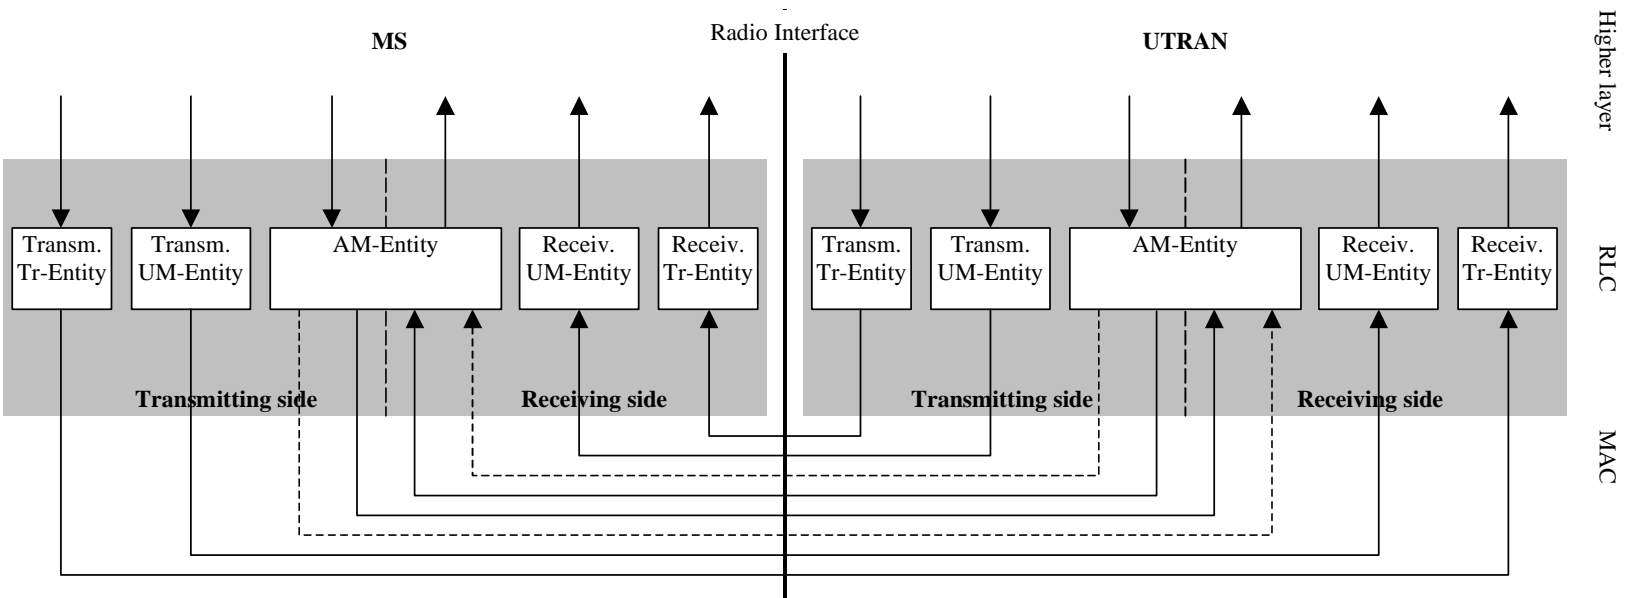 MS
Radio Interface
UTRAN
Higher layer
Transm.
Tr-Entity
Transm.
UM-Entity
AM-Entity
Receiv.
UM-Entity
Receiv.
Tr-Entity
Transm.
Tr-Entity
Transm.
UM-Entity
AM-Entity
Receiv.
UM-Entity
Receiv.
Tr-Entity
RLC
Transmitting side
Receiving side
Transmitting side
Receiving side
MAC